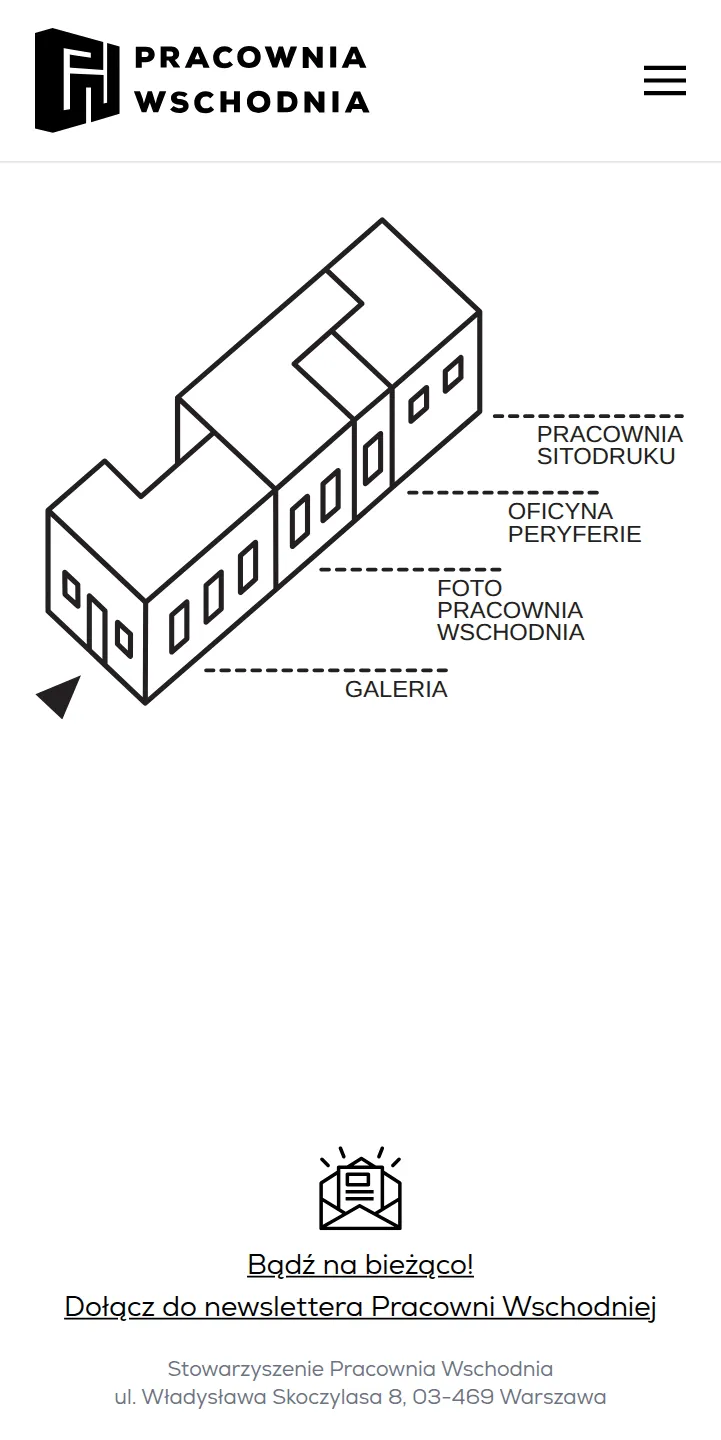 PRACOWNIA
WSCHODNIA
PRACOWNIA
SITODRUKU
OFICYNA
PERYFERIE
FOTO
PRACOWNIA
WSCHODNIA
GALERIA
Bądź na bieżąco!
Dołącz do newslettera Pracowni Wschodniej
Stowarzyszenie Pracownia Wschodnia
ul. Władysława Skoczylasa 8, 03-469 Warszawa